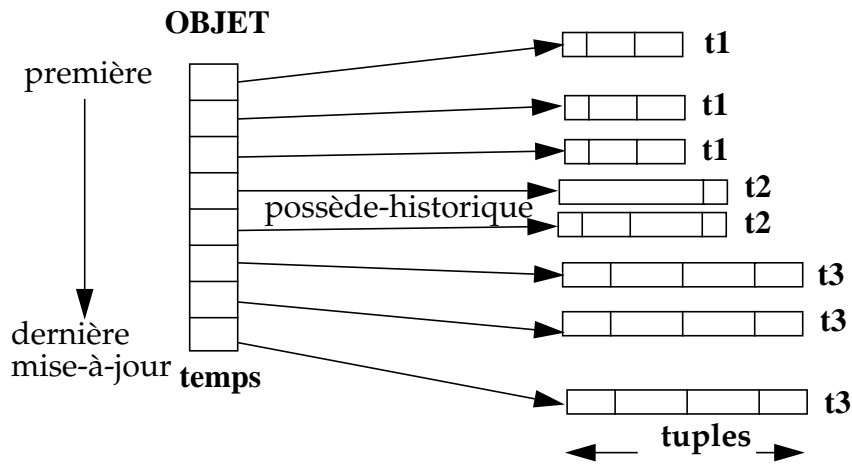 OBJET
première
t1
t1
t1
t2
possède-historique
t2
t3
t3
dernière
mise-à-jour
temps
t3
tuples